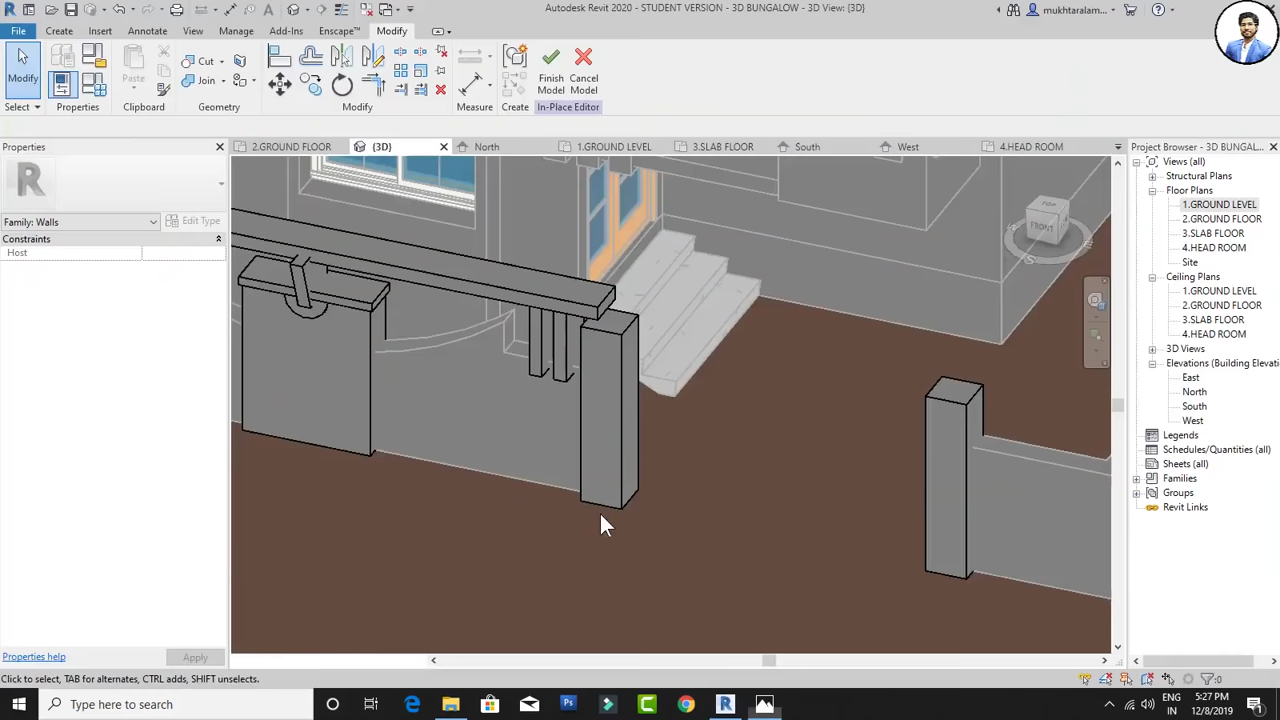 Autodesk Revit 2020 - STUDENT VERSION - 3D BUNGALOW - 3D View: {3D}
mukhtaralam...
File Create Insert Annotate View Manage Add-Ins Enscape™ Modify
Modify
Paste
Cut
Join
Finish Model
Cancel Model
Select Properties Clipboard Geometry Modify Measure Create In-Place Editor
Properties
2.GROUND FLOOR {3D} North 1.GROUND LEVEL 3.SLAB FLOOR South West 4.HEAD ROOM
Family: Walls
Edit Type
Constraints
Host
Properties help
Apply
TOP
FRONT
Project Browser - 3D BUNGAL...
Views (all)
Structural Plans
Floor Plans
1.GROUND LEVEL
2.GROUND FLOOR
3.SLAB FLOOR
4.HEAD ROOM
Site
Ceiling Plans
1.GROUND LEVEL
2.GROUND FLOOR
3.SLAB FLOOR
4.HEAD ROOM
3D Views
Elevations (Building Elevatio
East
North
South
West
Legends
Schedules/Quantities (all)
Sheets (all)
Families
Groups
Revit Links
Click to select, TAB for alternates, CTRL adds, SHIFT unselects.
:0
Type here to search
ENG
IN
5:27 PM
12/8/2019